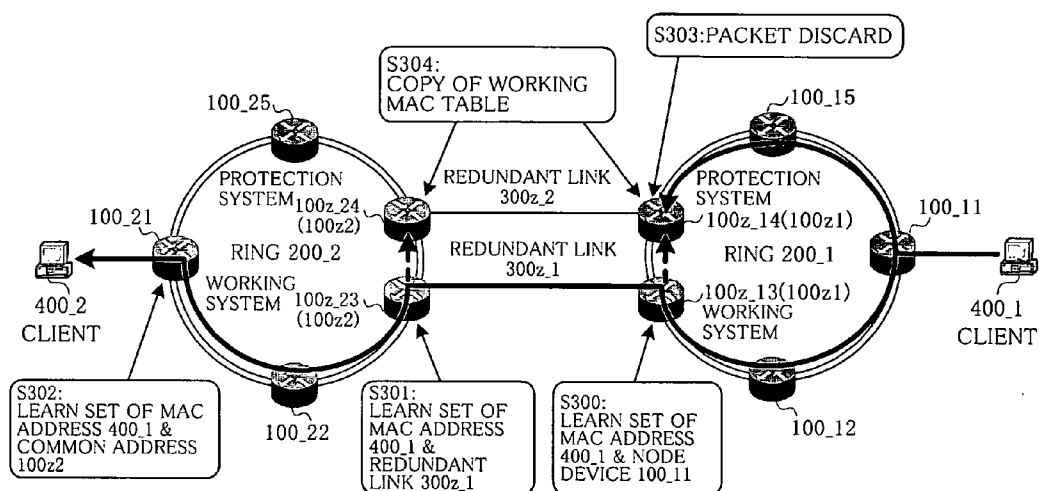 S303:PACKET DISCARD
S304:
COPY OF WORKING
MAC TABLE
100_25
100_15
PROTECTION
SYSTEM
REDUNDANT LINK
300z_2
PROTECTION
SYSTEM
100_21
100z_24
(100z2)
100z_14(100z1)
100_11
RING 200_2
REDUNDANT LINK
300z_1
RING 200_1
WORKING
SYSTEM
100z_23
(100z2)
100z_13(100z1)
WORKING
SYSTEM
400_2
CLIENT
400_1
CLIENT
S302:
LEARN SET OF MAC
ADDRESS 400_1 &
COMMON ADDRESS
100z2
100_22
S301:
LEARN SET OF
MAC ADDRESS
400_1 &
REDUNDANT
LINK 300z_1
S300:
LEARN SET OF
MAC ADDRESS
400_1 & NODE
DEVICE 100_11
100_12